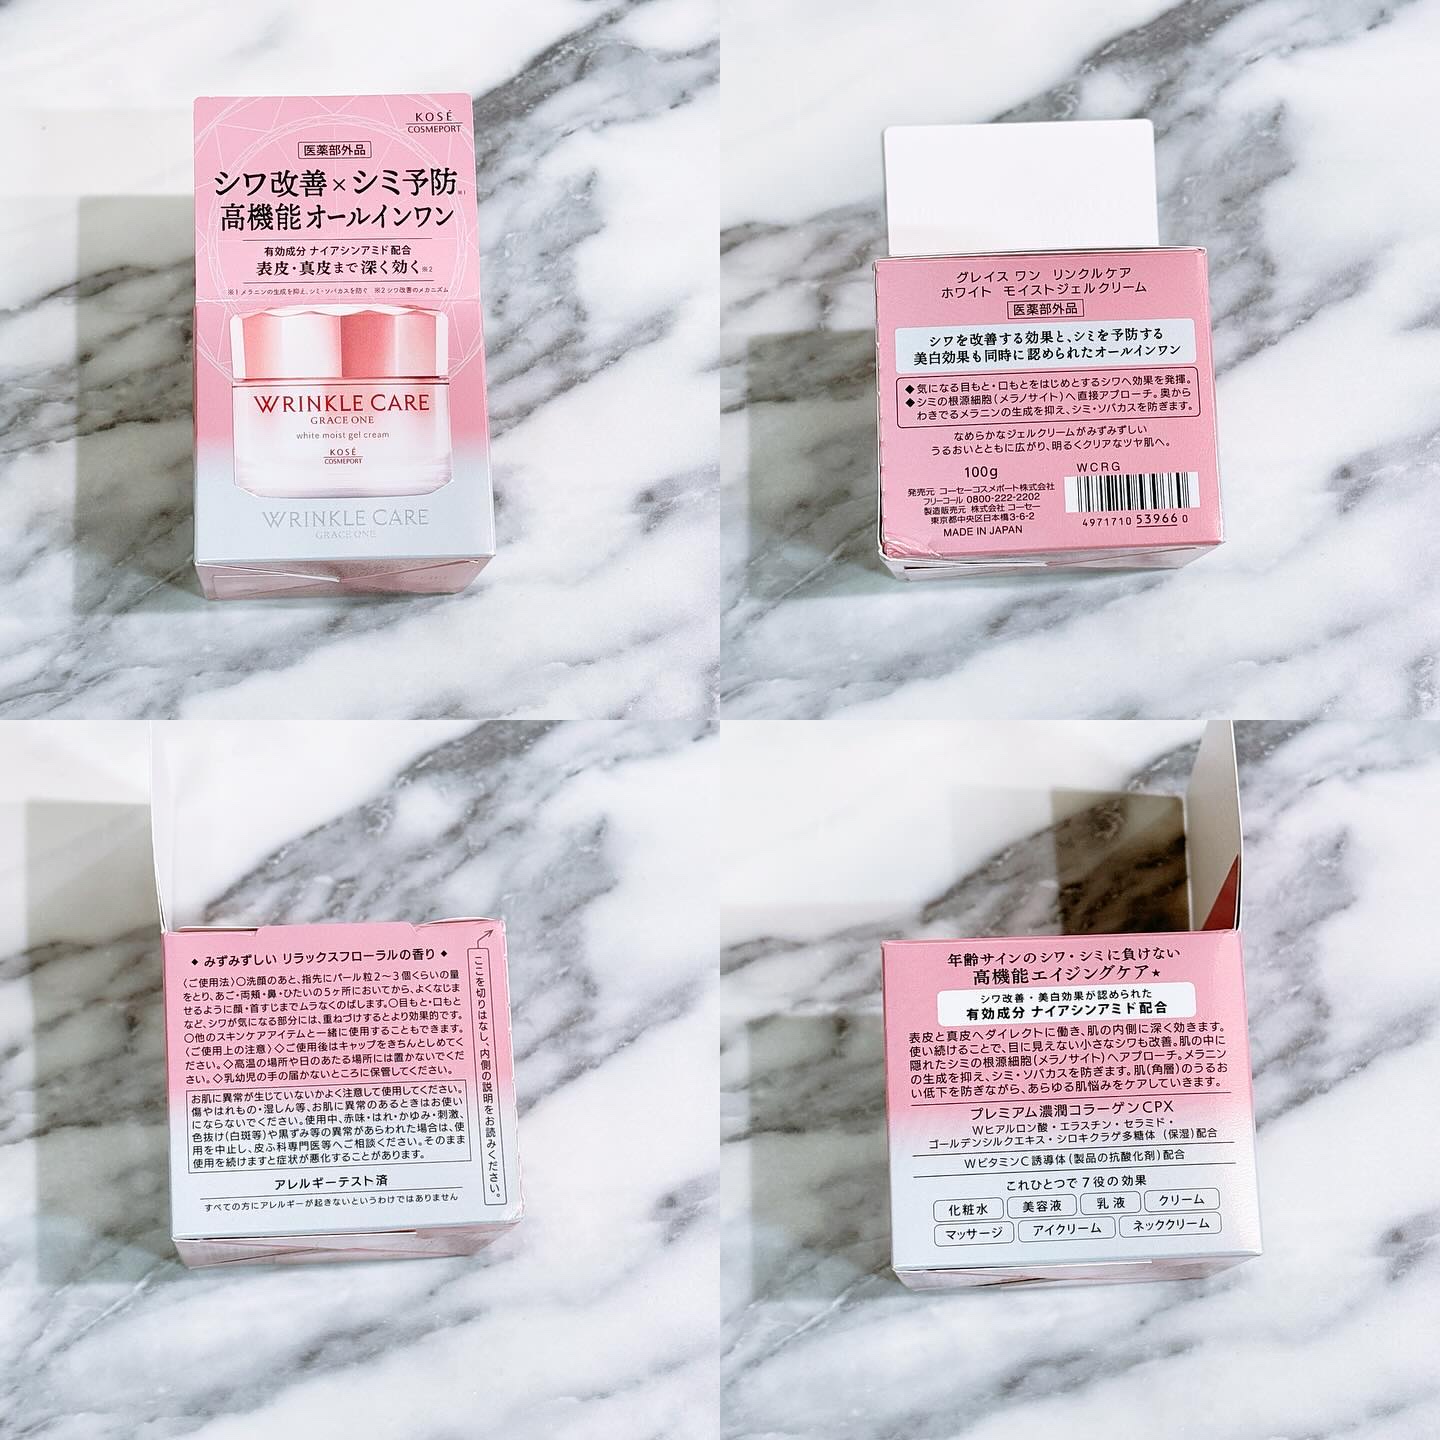 KOSÉ
COSMEPORT
医薬部外品
シワ改善×シミ予防※1
高機能オールインワン
有効成分 ナイアシンアミド配合
表皮・真皮まで 深く効く※2
※1 メラニンの生成を抑え、シミ・ソバカスを防ぐ ※2 シワ改善のメカニズム
WRINKLE CARE
GRACE ONE
white moist gel cream
KOSÉ
COSMEPORT
WRINKLE CARE
GRACE ONE
グレイス ワン リンクルケア
ホワイト モイストジェルクリーム
医薬部外品
シワを改善する効果と、シミを予防する
美白効果も同時に認められたオールインワン
◆気になる目もと・口もとをはじめとするシワへ効果を発揮。
◆シミの根源細胞(メラノサイト)へ直接アプローチ。奥から
わきでるメラニンの生成を抑え、シミ・ソバカスを防ぎます。
なめらかなジェルクリームがみずみずしい
うるおいとともに広がり、明るくクリアなツヤ肌へ。
100g
WCRG
発売元 コーセーコスメポート株式会社
フリーコール 0800-222-2202
製造販売元 株式会社 コーセー
東京都中央区日本橋3-6-2
MADE IN JAPAN
4971710 539660
◆ みずみずしい リラックスフローラルの香り ◆
〈ご使用法〉○洗顔のあと、指先にパール粒2〜3個くらいの量
をとり、あご・両頬・鼻・ひたいの5ヶ所においてから、よくなじま
せるように顔・首すじまでムラなくのばします。○目もと・口もと
など、シワが気になる部分には、重ねづけするとより効果的です。
○他のスキンケアアイテムと一緒に使用することもできます。
〈ご使用上の注意〉◇ご使用後はキャップをきちんとしめてく
ださい。◇高温の場所や日のあたる場所には置かないでくだ
さい。◇乳幼児の手の届かないところに保管してください。
お肌に異常が生じていないかよく注意して使用してください。
傷やはれもの・湿しん等、お肌に異常のあるときはお使い
にならないでください。使用中、赤味・はれ・かゆみ・刺激、
色抜け(白斑等)や黒ずみ等の異常があらわれた場合は、使
用を中止し、皮ふ科専門医等へご相談ください。そのまま
使用を続けますと症状が悪化することがあります。
アレルギーテスト済
すべての方にアレルギーが起きないというわけではありません
ここを切りはなし、内側の説明をお読みください。
年齢サインのシワ・シミに負けない
高機能エイジングケア★
シワ改善・美白効果が認められた
有効成分 ナイアシンアミド配合
表皮と真皮へダイレクトに働き、肌の内側に深く効きます。
使い続けることで、目に見えない小さなシワも改善。肌の中に
隠れたシミの根源細胞(メラノサイト)へアプローチ。メラニン
の生成を抑え、シミ・ソバカスを防ぎます。肌(角層)のうるお
い低下を防ぎながら、あらゆる肌悩みをケアしていきます。
プレミアム濃潤コラーゲンCPX
Wヒアルロン酸・エラスチン・セラミド・
ゴールデンシルクエキス・シロキクラゲ多糖体(保湿)配合
WビタミンC誘導体(製品の抗酸化剤)配合
これひとつで7役の効果
化粧水 美容液 乳液 クリーム
マッサージ アイクリーム ネッククリーム